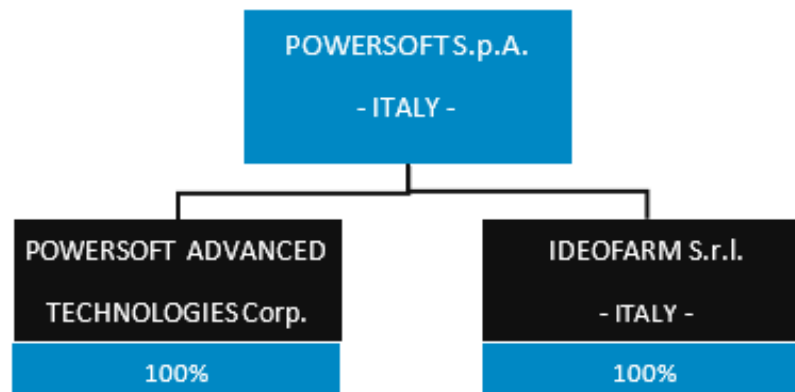 POWERSOFT S.p.A.
- ITALY -
POWERSOFT ADVANCED
TECHNOLOGIES Corp.
100%
IDEOFARM S.r.l.
- ITALY -
100%